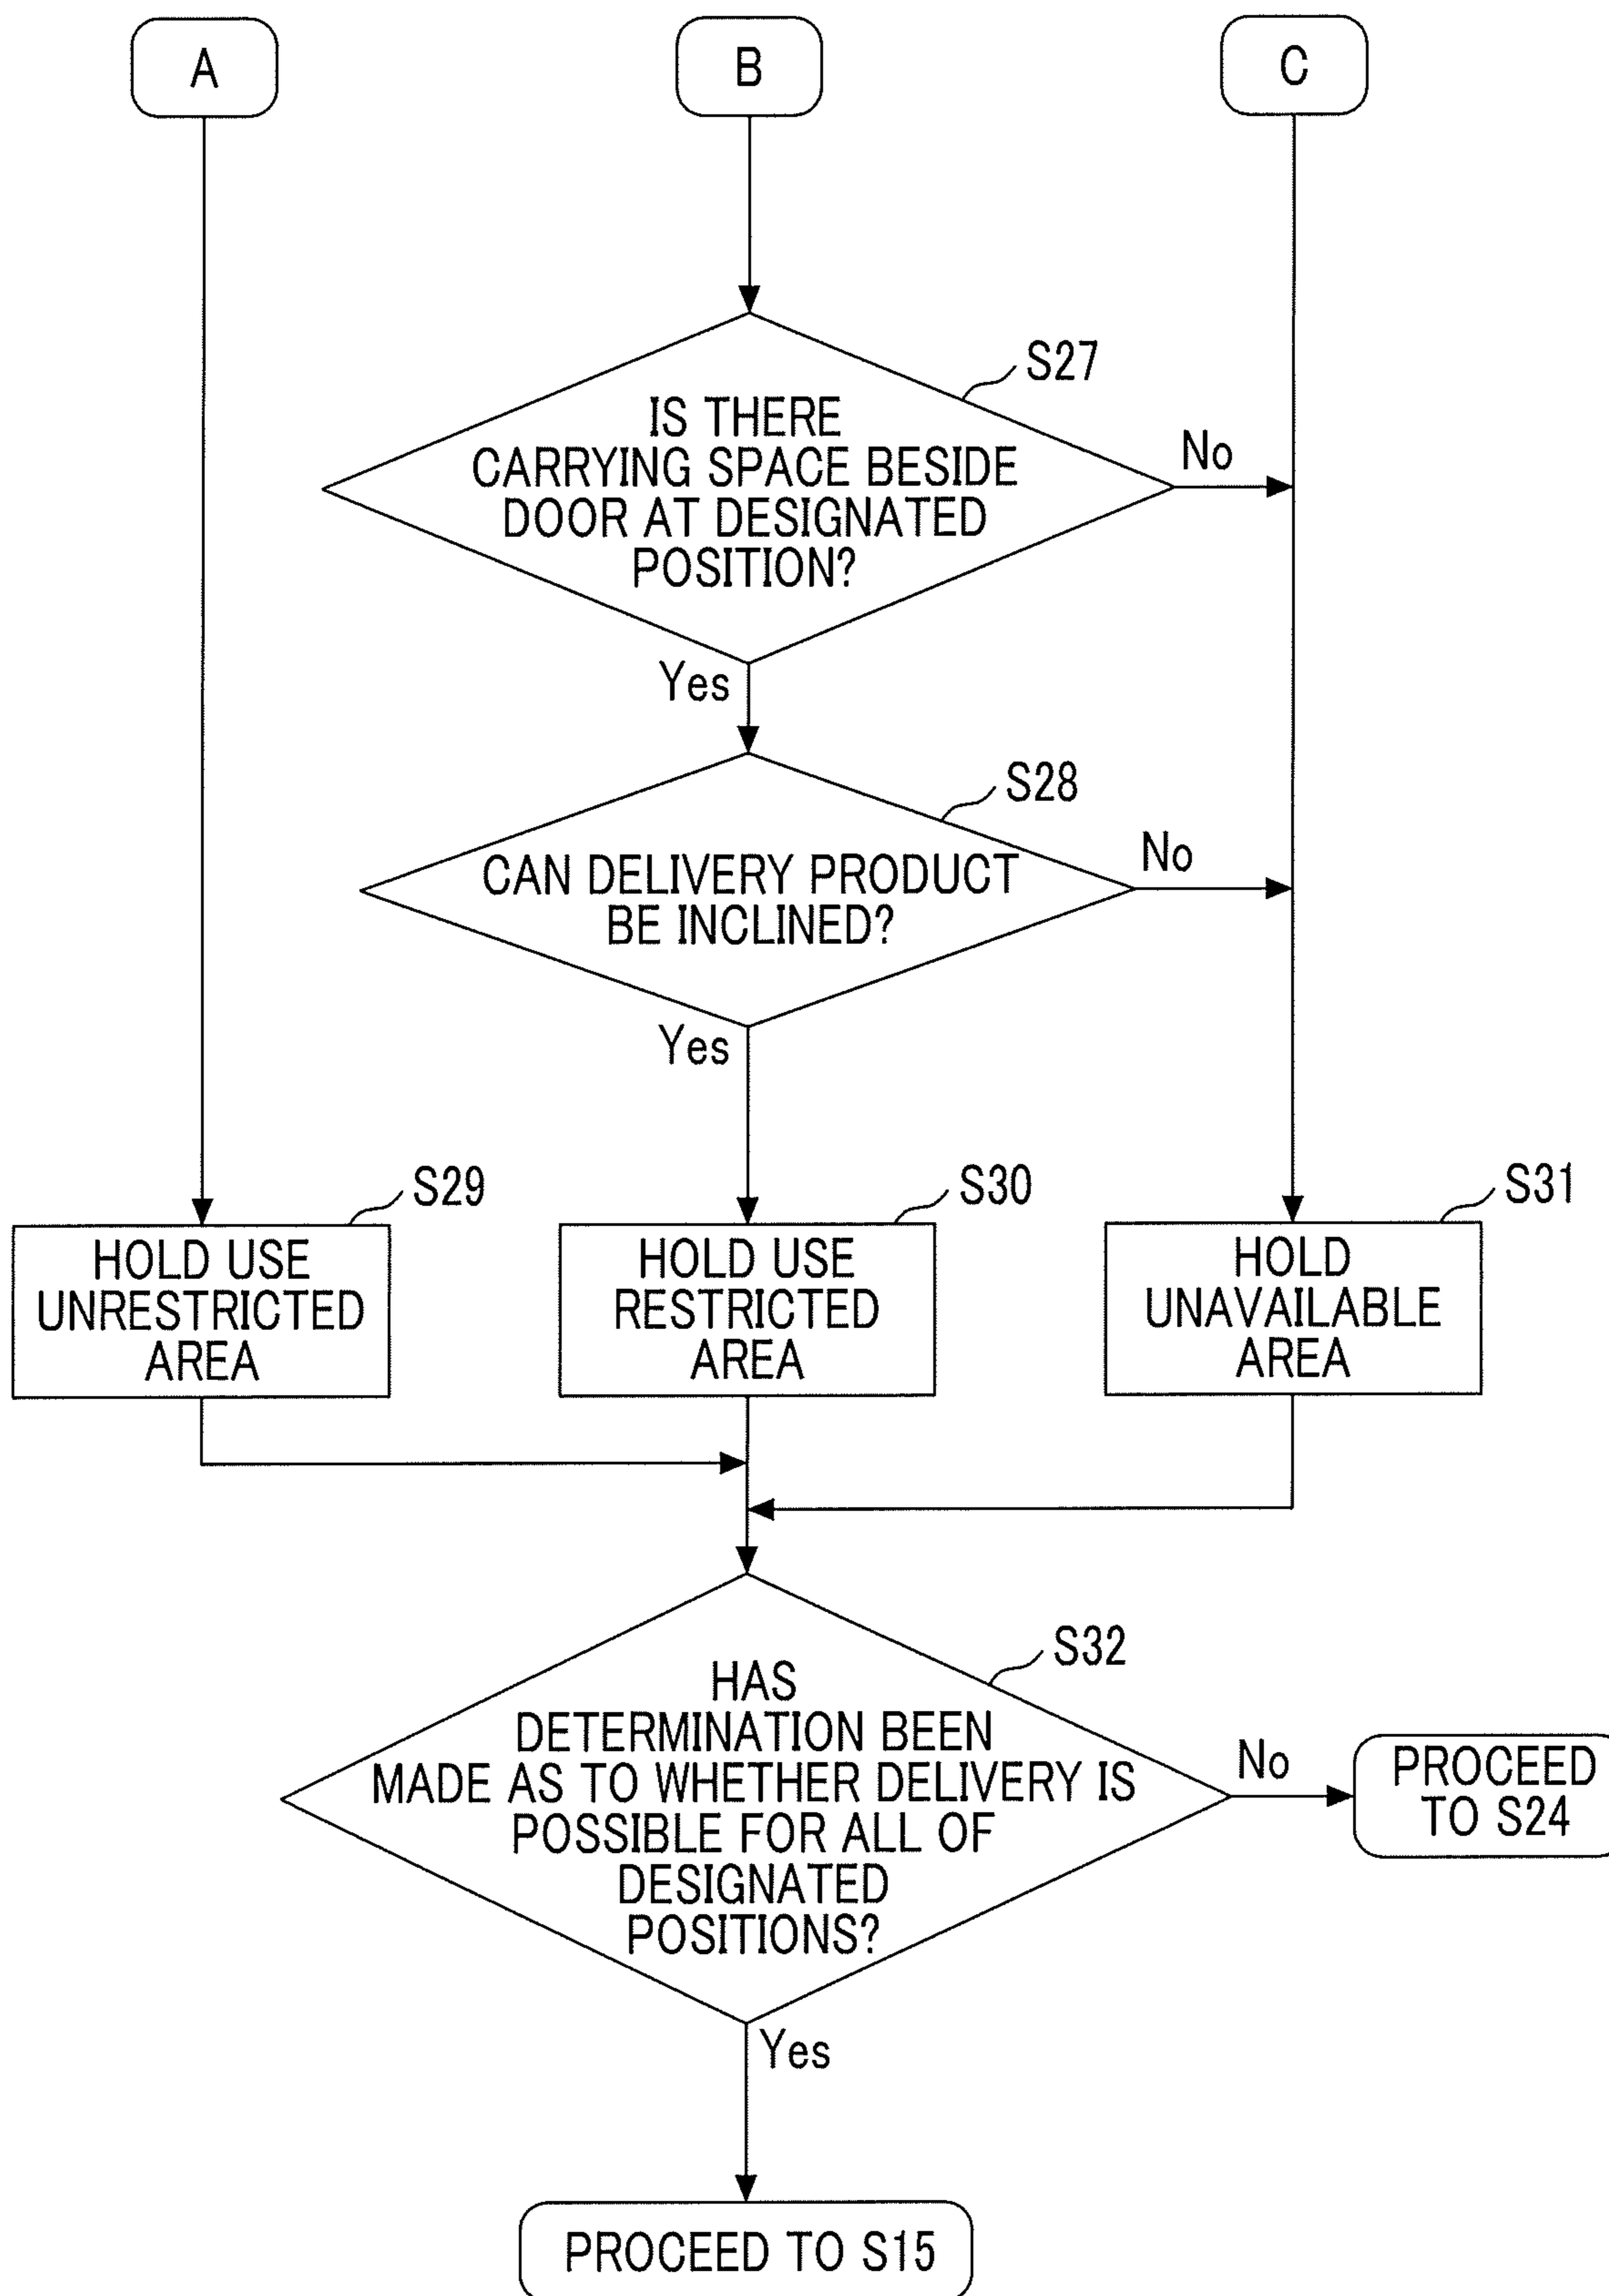 A
B
C
S27
IS THERE
CARRYING SPACE BESIDE
DOOR AT DESIGNATED
POSITION?
No
Yes
S28
CAN DELIVERY PRODUCT
BE INCLINED?
No
Yes
S29
HOLD USE
UNRESTRICTED
AREA
S30
HOLD USE
RESTRICTED
AREA
S31
HOLD
UNAVAILABLE
AREA
S32
HAS
DETERMINATION BEEN
MADE AS TO WHETHER DELIVERY IS
POSSIBLE FOR ALL OF
DESIGNATED
POSITIONS?
No
PROCEED
TO S24
Yes
PROCEED TO S15